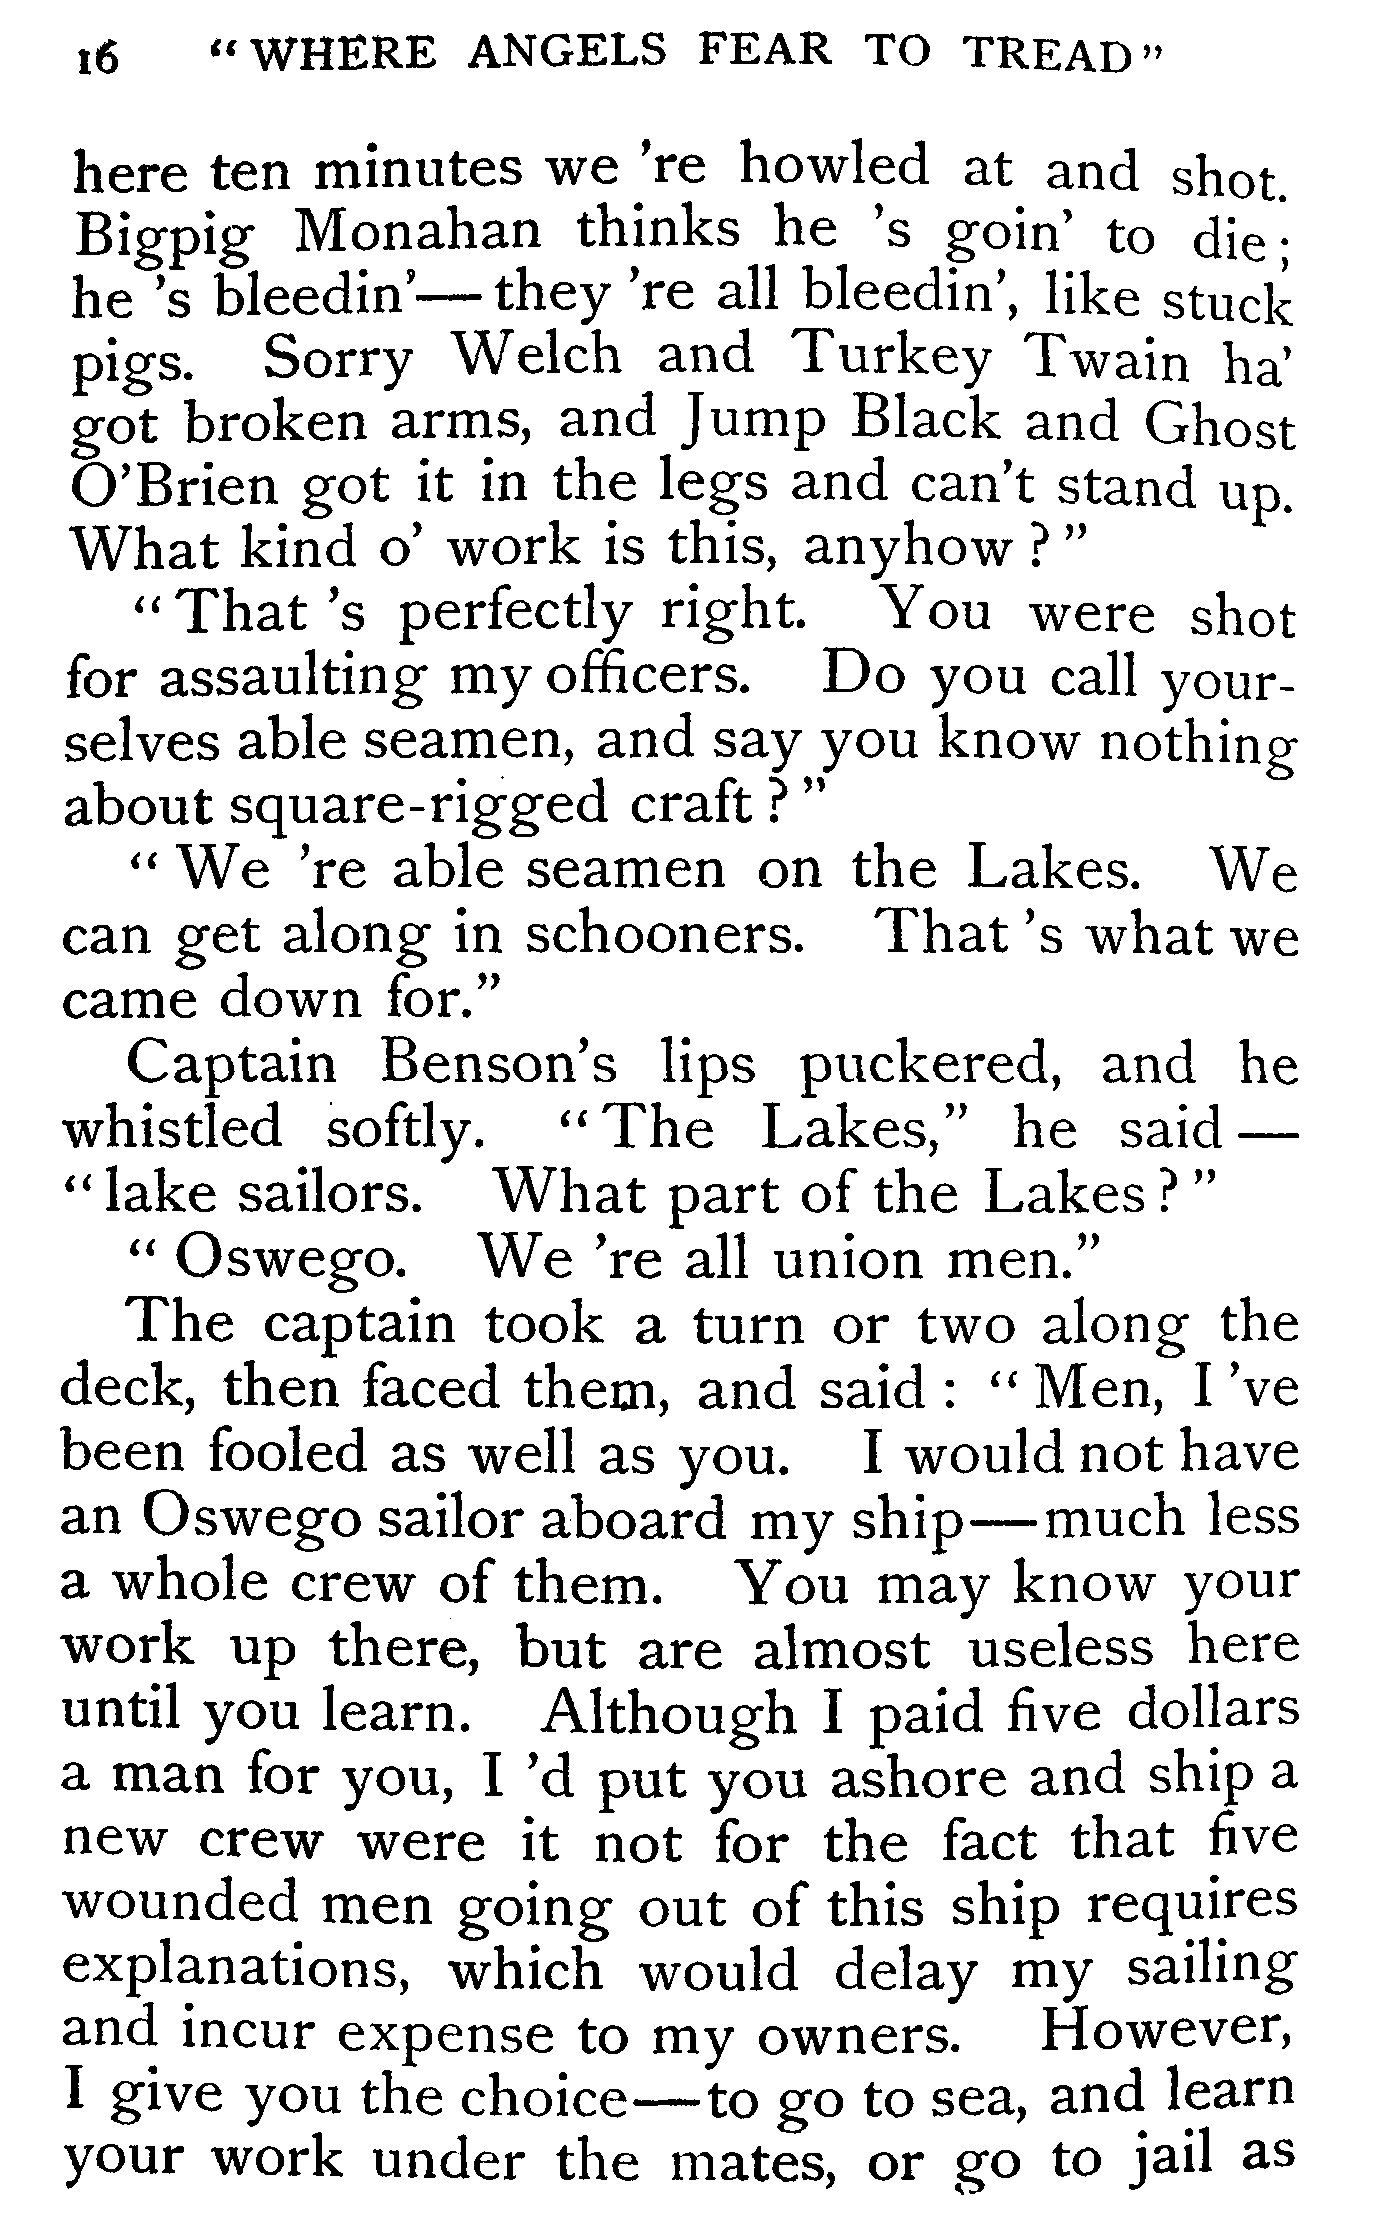 16 "WHERE ANGELS FEAR TO TREAD"
here ten minutes we 're howled at and shot.
Bigpig Monahan thinks he 's goin' to die;
he 's bleedin'—they 're all bleedin', like stuck
pigs. Sorry Welch and Turkey Twain ha'
got broken arms, and Jump Black and Ghost
O'Brien got it in the legs and can't stand up.
What kind o' work is this, anyhow?"
"That 's perfectly right. You were shot
for assaulting my officers. Do you call your-
selves able seamen, and say you know nothing
about square-rigged craft?"
"We 're able seamen on the Lakes. We
can get along in schooners. That 's what we
came down for."
Captain Benson's lips puckered, and he
whistled softly. "The Lakes," he said—
"lake sailors. What part of the Lakes?"
"Oswego. We 're all union men."
The captain took a turn or two along the
deck, then faced them, and said: "Men, I 've
been fooled as well as you. I would not have
an Oswego sailor aboard my ship—much less
a whole crew of them. You may know your
work up there, but are almost useless here
until you learn. Although I paid five dollars
a man for you, I 'd put you ashore and ship a
new crew were it not for the fact that five
wounded men going out of this ship requires
explanations, which would delay my sailing
and incur expense to my owners. However,
I give you the choice—to go to sea, and learn
your work under the mates, or go to jail as